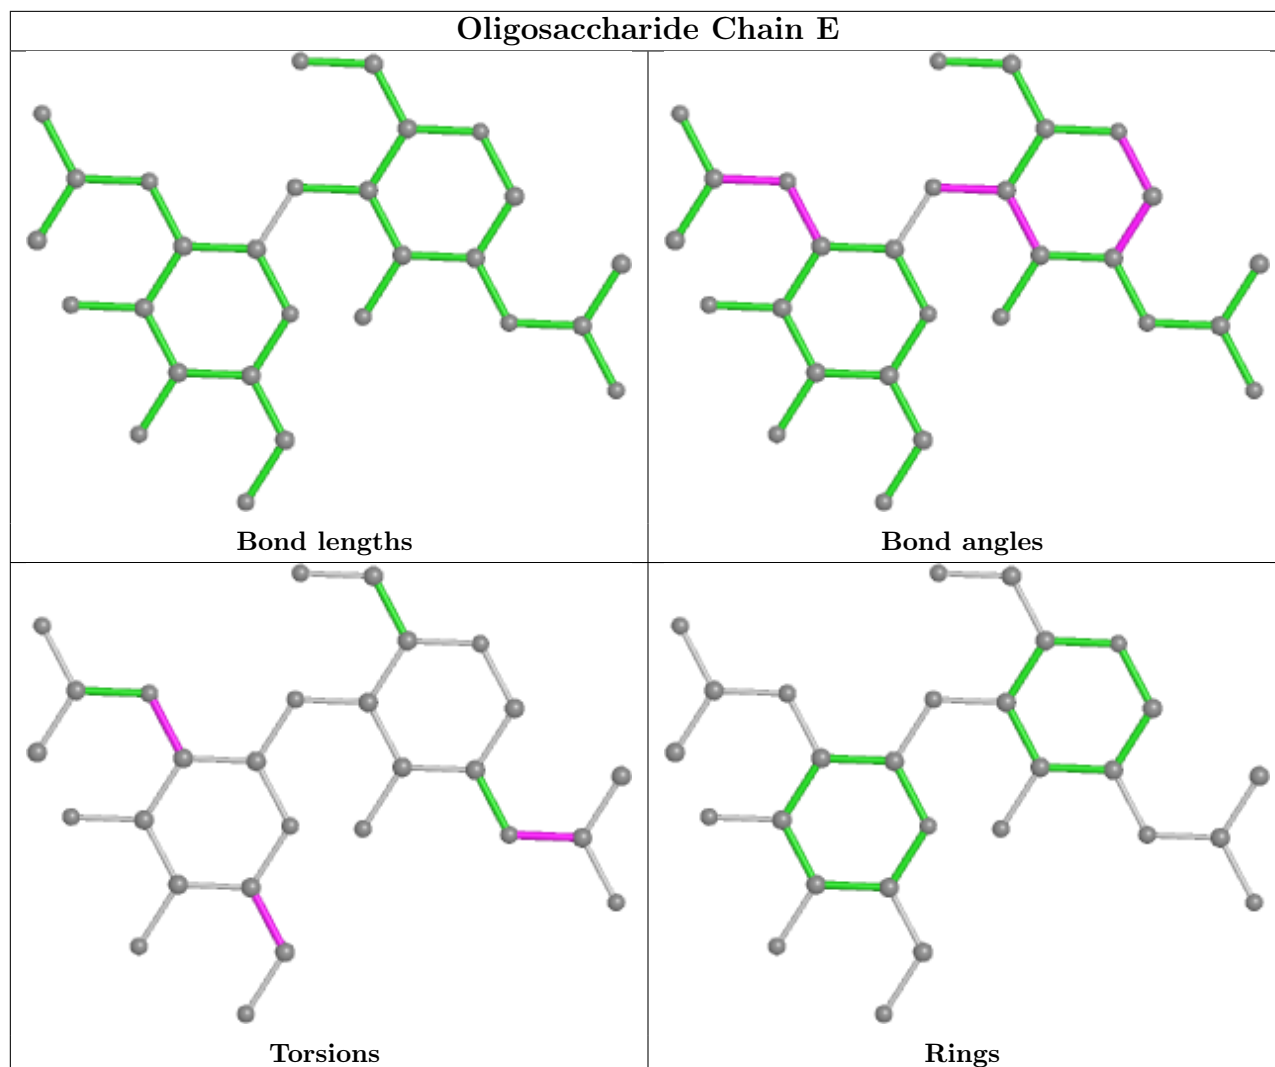 Oligosaccharide Chain E
Bond lengths
Bond angles
Torsions
Rings